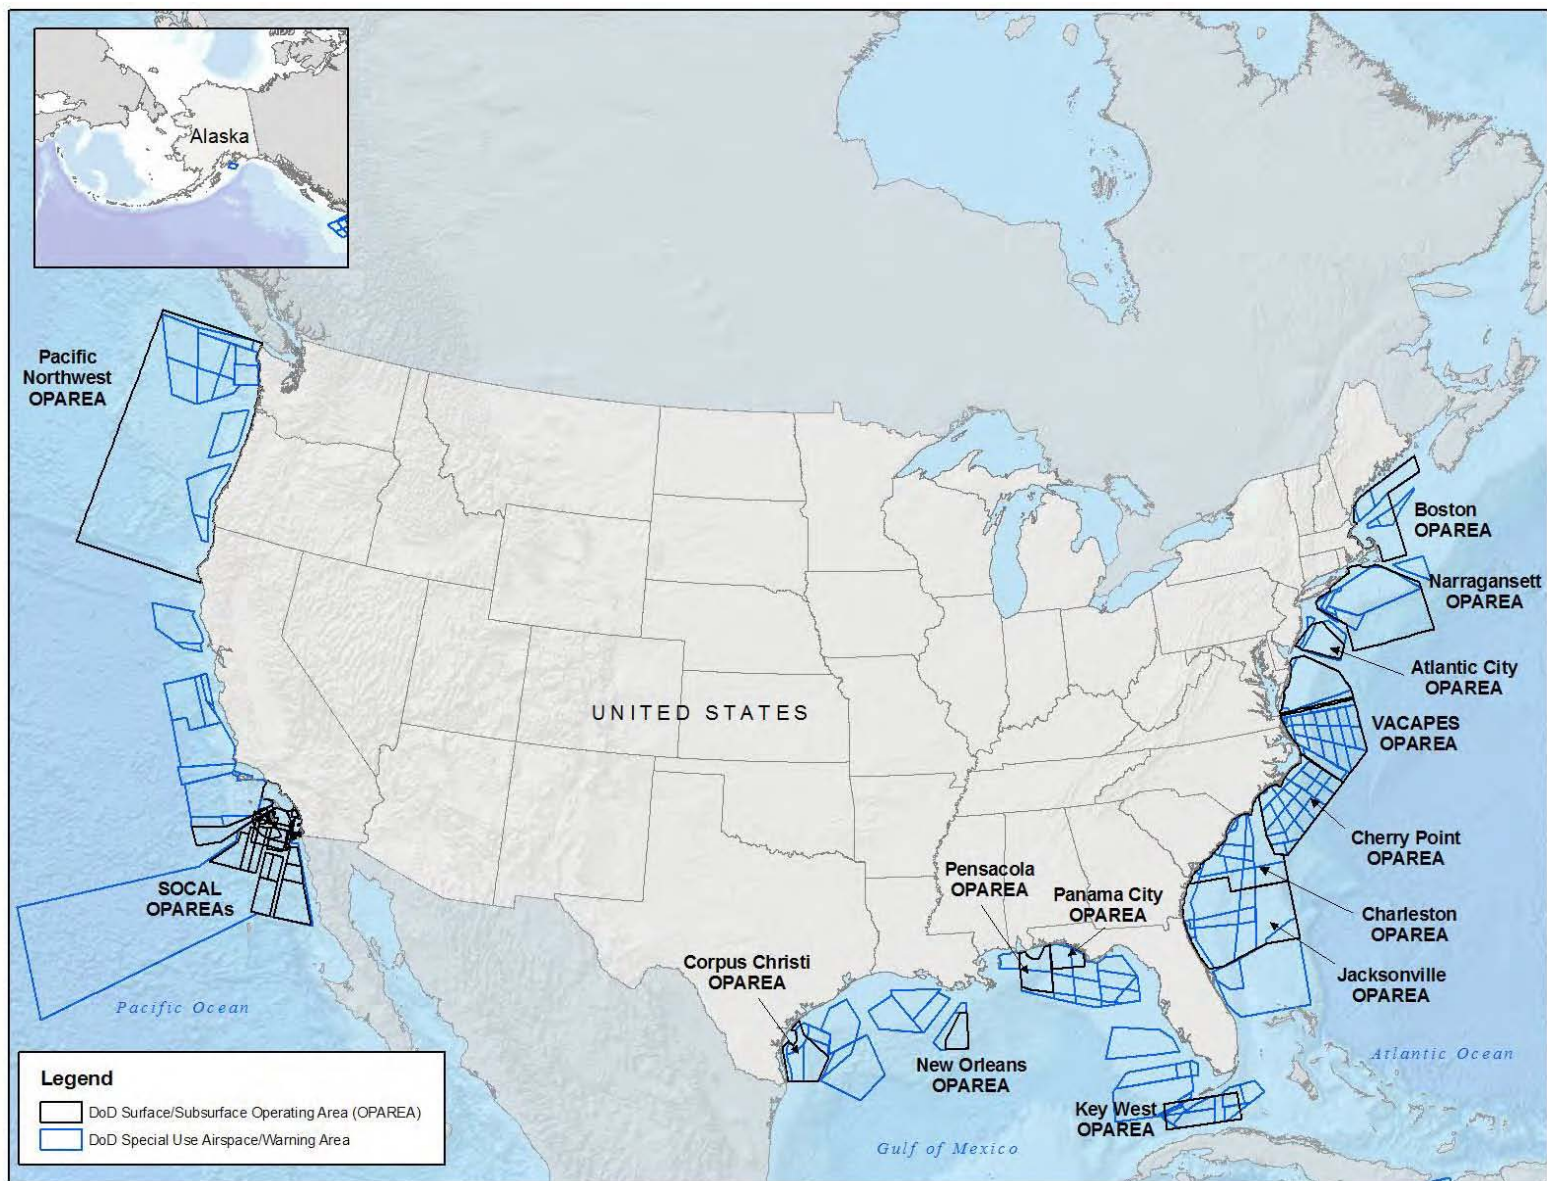 Alaska
Pacific
Northwest
OPAREA
Boston
OPAREA
Narragansett
OPAREA
Atlantic City
OPAREA
UNITED STATES
VACAPES
OPAREA
Cherry Point
OPAREA
Pensacola
OPAREA
Panama City
OPAREA
SOCAL
OPAREAs
Charleston
OPAREA
Corpus Christi
OPAREA
Jacksonville
OPAREA
Pacific Ocean
New Orleans
OPAREA
Atlantic Ocean
Key West
OPAREA
Gulf of Mexico
Legend
DoD Surface/Subsurface Operating Area (OPAREA)
DoD Special Use Airspace/Warning Area